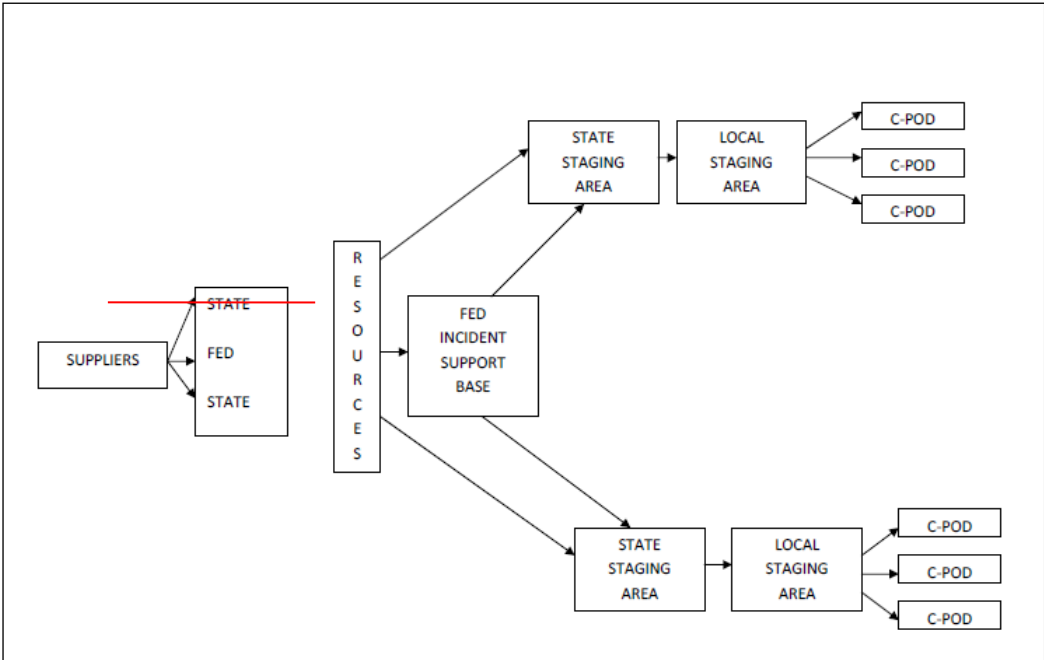 STATE
STAGING
AREA
LOCAL
STAGING
AREA
C-POD
C-POD
C-POD
SUPPLIERS
STATE
FED
STATE
R
E
S
O
U
R
C
E
S
FED
INCIDENT
SUPPORT
BASE
STATE
STAGING
AREA
LOCAL
STAGING
AREA
C-POD
C-POD
C-POD